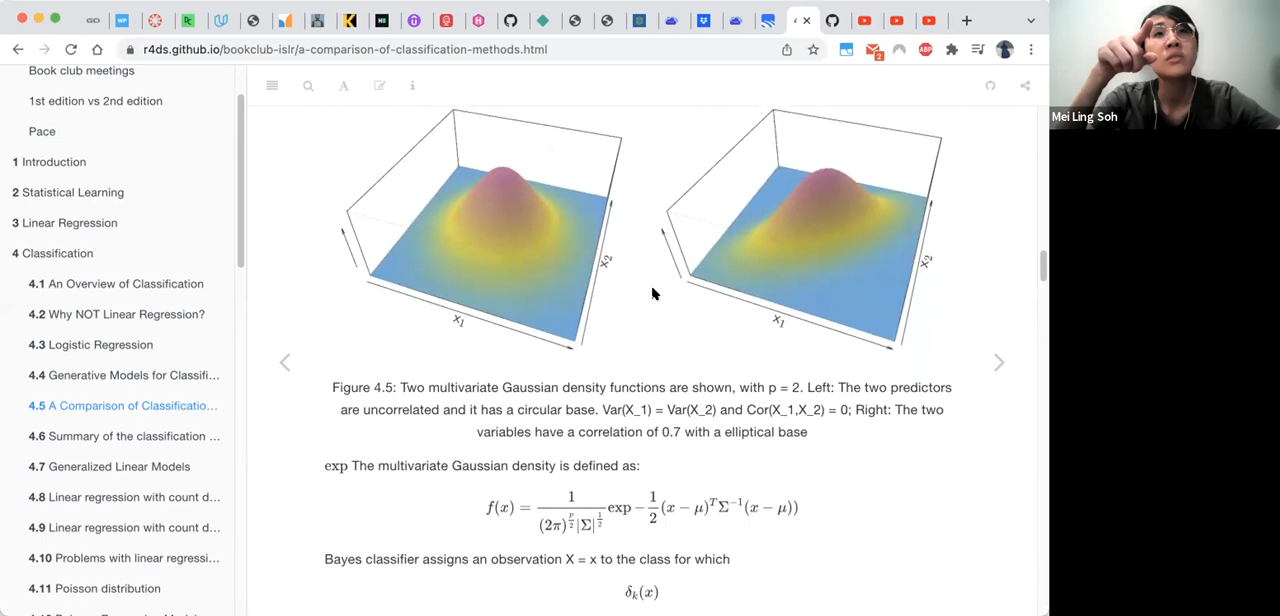 r4ds.github.io/bookclub-islr/a-comparison-of-classification-methods.html
2
ABP
Mei Ling Soh
Book club meetings
1st edition vs 2nd edition
Pace
1 Introduction
2 Statistical Learning
3 Linear Regression
4 Classification
4.1 An Overview of Classification
4.2 Why NOT Linear Regression?
4.3 Logistic Regression
4.4 Generative Models for Classifi…
4.5 A Comparison of Classificatio…
4.6 Summary of the classification …
4.7 Generalized Linear Models
4.8 Linear regression with count d…
4.9 Linear regression with count d…
4.10 Problems with linear regressi…
4.11 Poisson distribution
x1
x2
x1
x2
Figure 4.5: Two multivariate Gaussian density functions are shown, with p = 2. Left: The two predictors
are uncorrelated and it has a circular base. Var(X_1) = Var(X_2) and Cor(X_1,X_2) = 0; Right: The two
variables have a correlation of 0.7 with a elliptical base
exp The multivariate Gaussian density is defined as:
f(x) = 1 / (2π)^{p/2}|Σ|^{1/2} exp − 1/2 (x − μ)^T Σ^{−1}(x − μ))
Bayes classifier assigns an observation X = x to the class for which
δ_k(x)